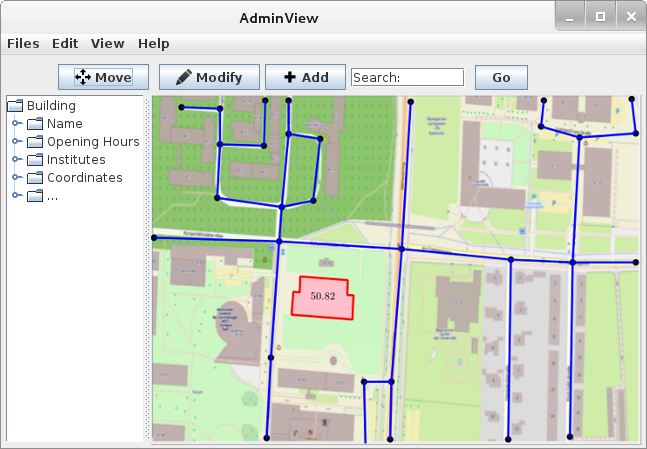 AdminView
Files Edit View Help
Move Modify Add Search: Go
Building
Name
Opening Hours
Institutes
Coordinates
...
50.82